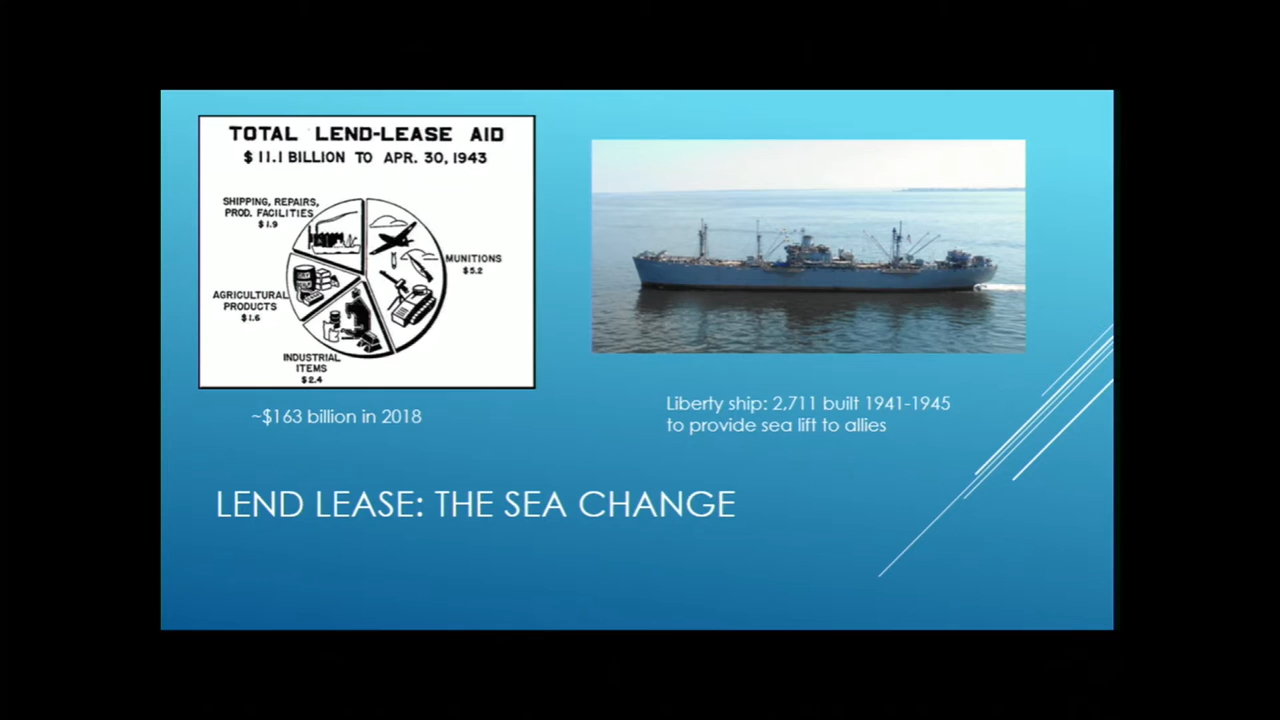 TOTAL LEND-LEASE AID
$ 11.1 BILLION TO APR. 30, 1943
SHIPPING, REPAIRS,
PROD. FACILITIES
$1.9
MUNITIONS
$5.2
AGRICULTURAL
PRODUCTS
$1.6
INDUSTRIAL
ITEMS
$2.4
~$163 billion in 2018
Liberty ship: 2,711 built 1941-1945
to provide sea lift to allies
LEND LEASE: THE SEA CHANGE